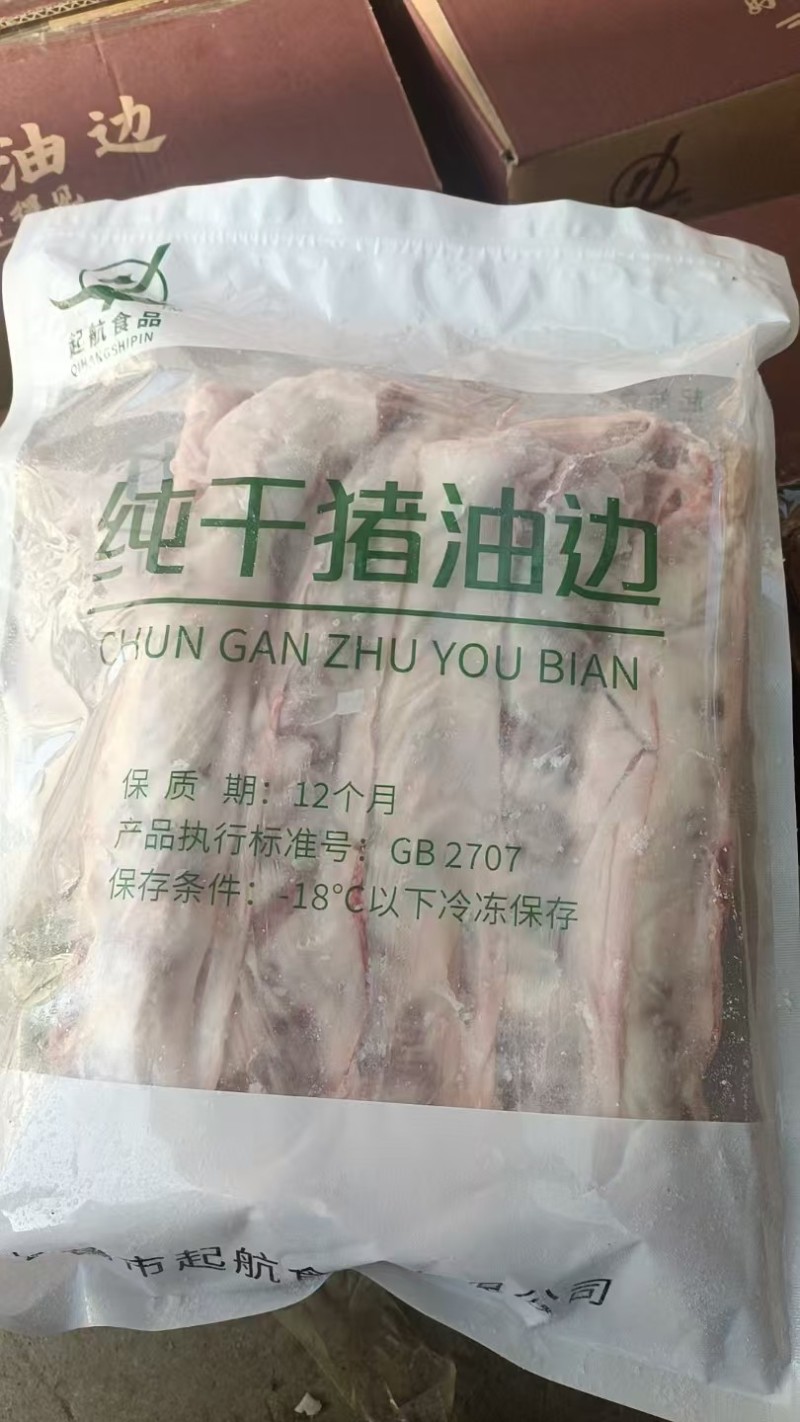 油边
起航食品
QIHANGSHIPIN
纯干猪油边
CHUN GAN ZHU YOU BIAN
保质期：12个月
产品执行标准号：GB 2707
保存条件：-18℃以下冷冻保存
市起航食 公司